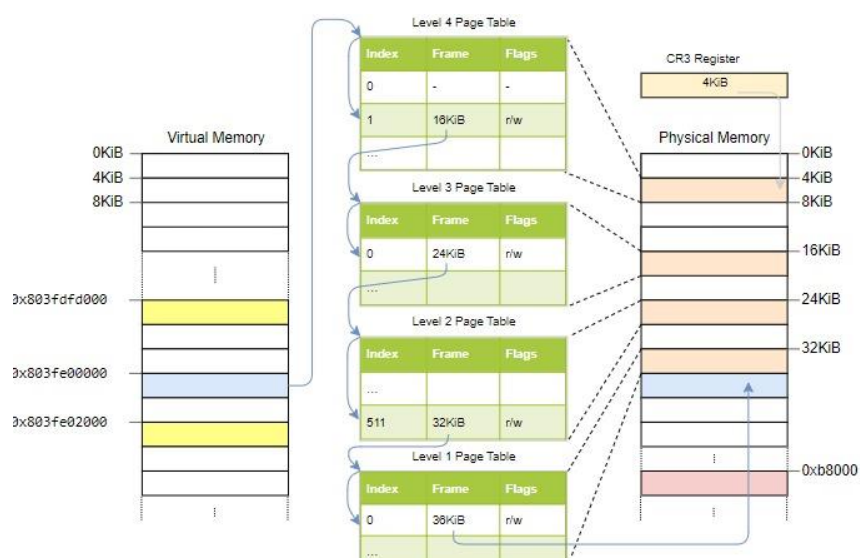 Level 4 Page Table
Index Frame Flags
0 - -
1 16KiB r/w
...
CR3 Register
4KiB
Virtual Memory
0KiB
4KiB
8KiB
0x803fdfd000
0x803fe00000
0x803fe02000
Level 3 Page Table
Index Frame Flags
0 24KiB r/w
...
Level 2 Page Table
Index Frame Flags
...
511 32KiB r/w
Level 1 Page Table
Index Frame Flags
0 36KiB r/w
...
Physical Memory
0KiB
4KiB
8KiB
16KiB
24KiB
32KiB
0xb8000